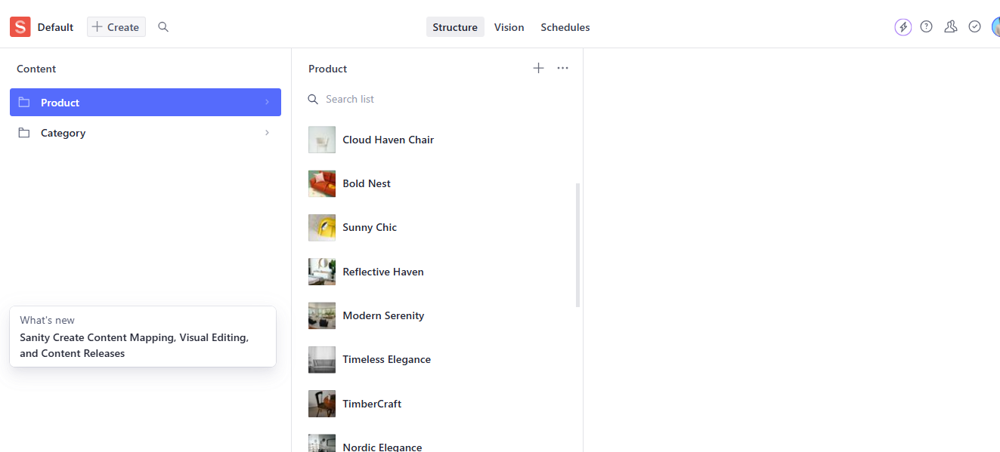 S Default
Create
Structure
Vision
Schedules
Content
Product
Category
What's new
Sanity Create Content Mapping, Visual Editing,
and Content Releases
Product
Search list
Cloud Haven Chair
Bold Nest
Sunny Chic
Reflective Haven
Modern Serenity
Timeless Elegance
TimberCraft
Nordic Elegance